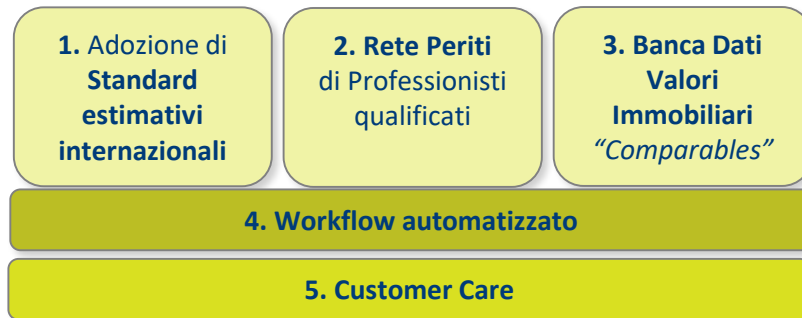 1. Adozione di
Standard
estimativi
internazionali
2. Rete Periti
di Professionisti
qualificati
3. Banca Dati
Valori
Immobiliari
“Comparables”
4. Workflow automatizzato
5. Customer Care